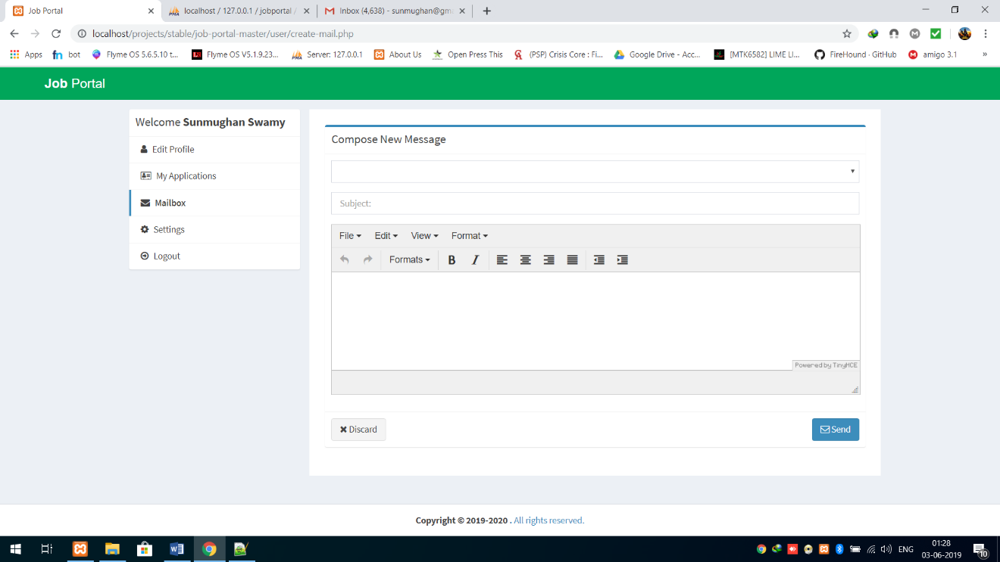 Job Portal
localhost / 127.0.0.1 / jobportal /
Inbox (4,638) - sunmughan@gm
localhost/projects/stable/job-portal-master/user/create-mail.php
Apps
bot
Flyme OS 5.6.5.10 t...
Flyme OS V5.1.9.23...
Server: 127.0.0.1
About Us
Open Press This
(PSP) Crisis Core : Fi...
Google Drive - Acc...
[MTK6582] LIME LI...
FireHound · GitHub
amigo 3.1
»
Job Portal
Welcome Sunmughan Swamy
Edit Profile
My Applications
Mailbox
Settings
Logout
Compose New Message
Subject:
File Edit View Format
Formats B I
Powered by TinyMCE
Discard
Send
Copyright © 2019-2020 . All rights reserved.
ENG
01:28
03-06-2019
10